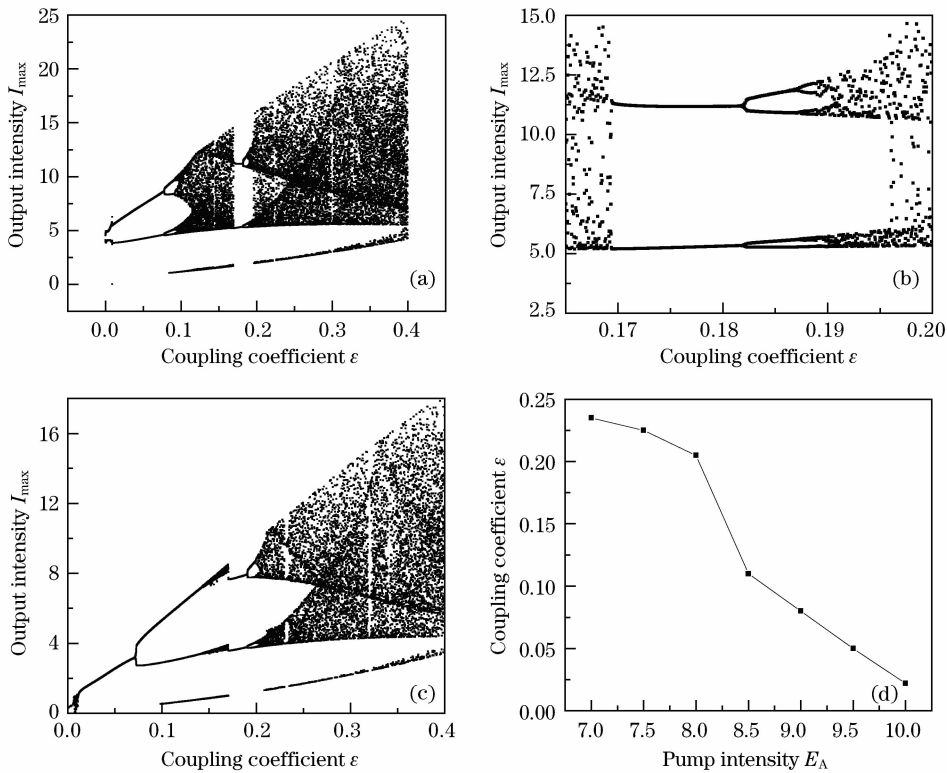 25
20
15
10
5
0
Output intensity Imax
0.0 0.1 0.2 0.3 0.4
Coupling coefficient ε
(a)
15.0
12.5
10.0
7.5
5.0
2.5
Output intensity Imax
0.17 0.18 0.19 0.20
Coupling coefficient ε
(b)
16
12
8
4
0
Output intensity Imax
0.0 0.1 0.2 0.3 0.4
Coupling coefficient ε
(c)
0.25
0.20
0.15
0.10
0.05
0.00
Coupling coefficient ε
7.0 7.5 8.0 8.5 9.0 9.5 10.0
Pump intensity EA
(d)